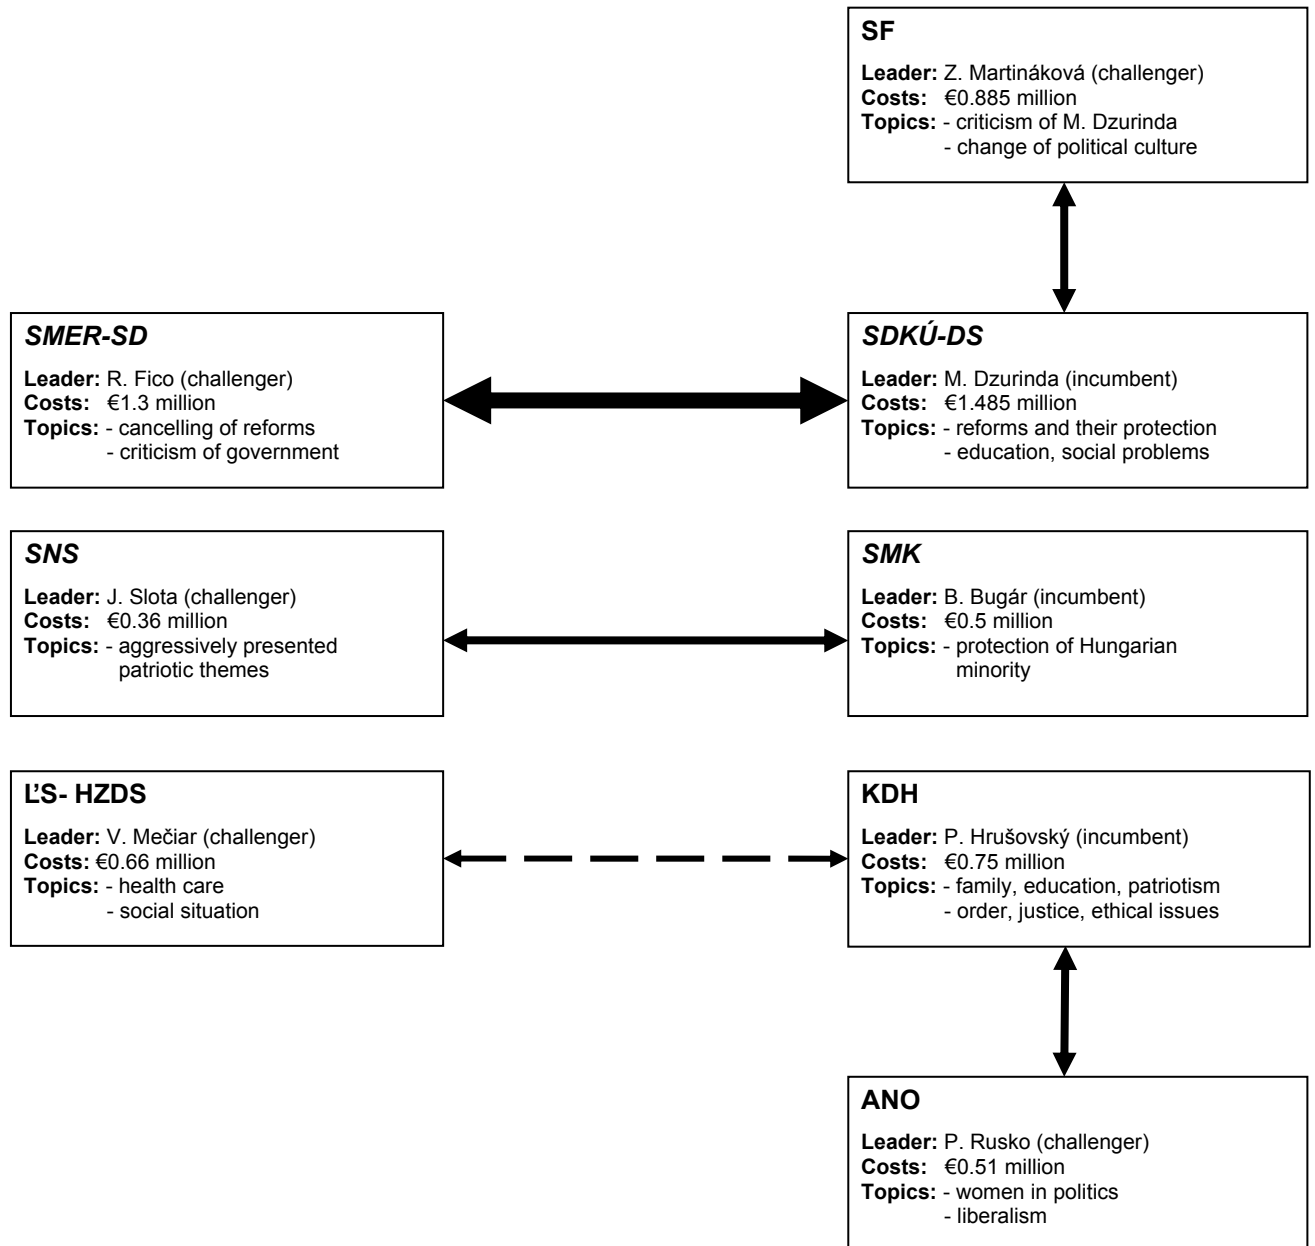 SF
Leader: Z. Martináková (challenger)
Costs: €0.885 million
Topics: - criticism of M. Dzurinda
- change of political culture
SMER-SD
Leader: R. Fico (challenger)
Costs: €1.3 million
Topics: - cancelling of reforms
- criticism of government
SDKÚ-DS
Leader: M. Dzurinda (incumbent)
Costs: €1.485 million
Topics: - reforms and their protection
- education, social problems
SNS
Leader: J. Slota (challenger)
Costs: €0.36 million
Topics: - aggressively presented
patriotic themes
SMK
Leader: B. Bugár (incumbent)
Costs: €0.5 million
Topics: - protection of Hungarian
minority
ĽS- HZDS
Leader: V. Mečiar (challenger)
Costs: €0.66 million
Topics: - health care
- social situation
KDH
Leader: P. Hrušovský (incumbent)
Costs: €0.75 million
Topics: - family, education, patriotism
- order, justice, ethical issues
ANO
Leader: P. Rusko (challenger)
Costs: €0.51 million
Topics: - women in politics
- liberalism